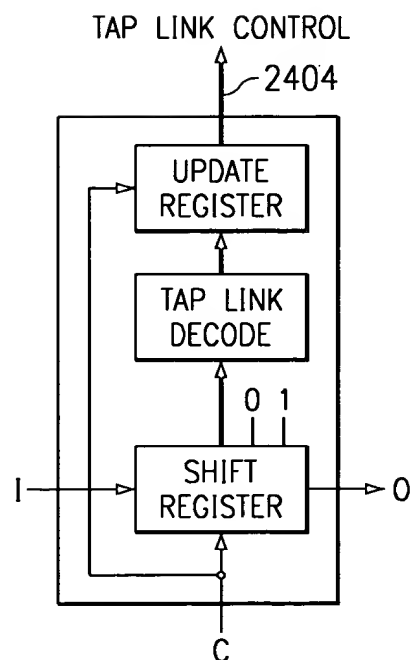 TAP LINK CONTROL
2404
UPDATE
REGISTER
TAP LINK
DECODE
0 1
I
SHIFT
REGISTER
O
C